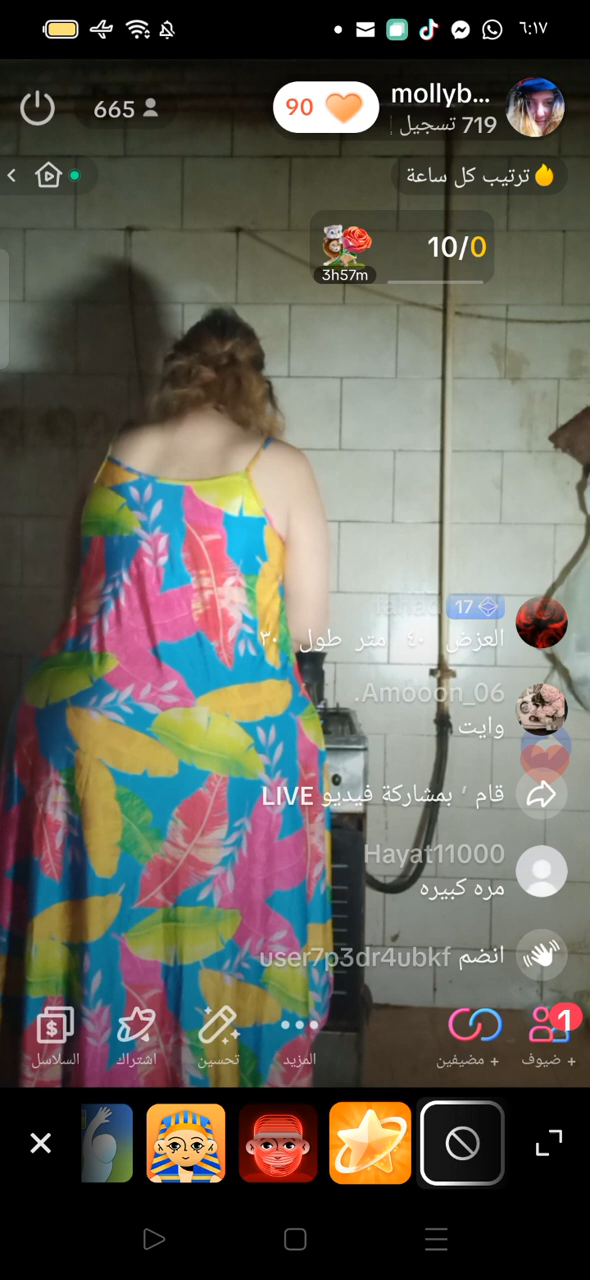 ٦:١٧
mollyb...
719 تسجيل
90
665
ترتيب كل ساعة
10/0
3h57m
17
العزض ٤٠ متر طول ٣٠
Amooon_06.
وايت
قام ' بمشاركة فيديو LIVE
Hayat11000
مره كبيره
انضم user7p3dr4ubkf
1
+ ضيوف
+ مضيفين
المزيد
تحسين
اشتراك
السلاسل